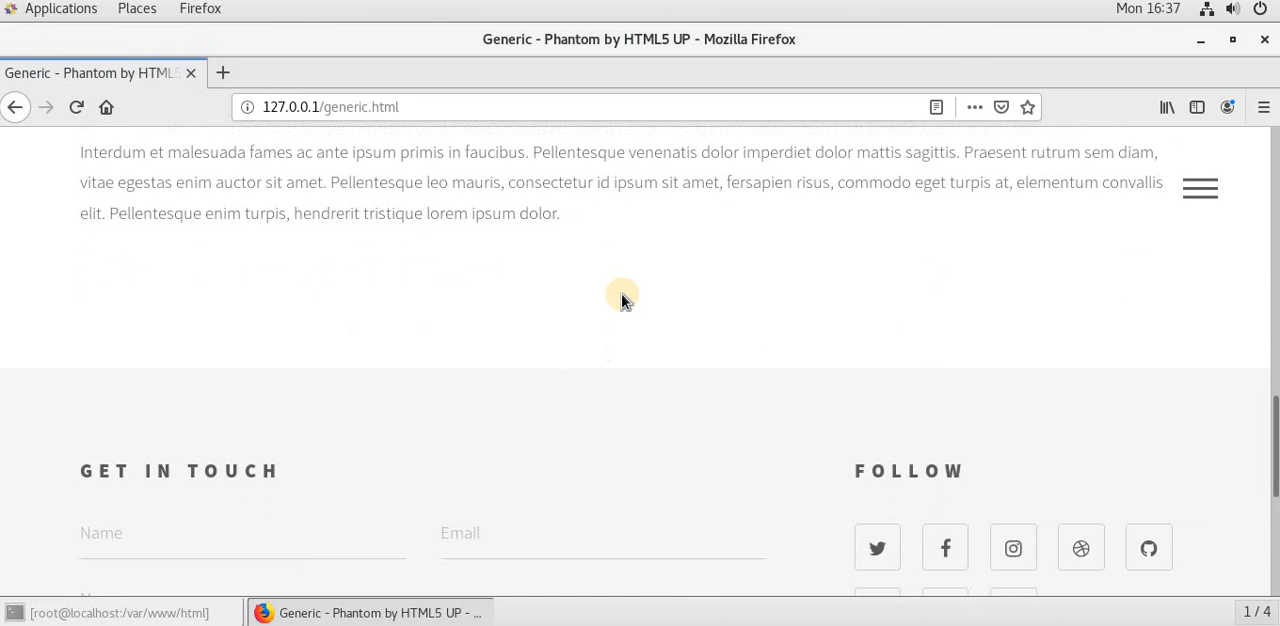 Applications Places Firefox Mon 16:37
Generic - Phantom by HTML5 UP - Mozilla Firefox
Generic - Phantom by HTML5
127.0.0.1/generic.html
Interdum et malesuada fames ac ante ipsum primis in faucibus. Pellentesque venenatis dolor imperdiet dolor mattis sagittis. Praesent rutrum sem diam,
vitae egestas enim auctor sit amet. Pellentesque leo mauris, consectetur id ipsum sit amet, fersapien risus, commodo eget turpis at, elementum convallis
elit. Pellentesque enim turpis, hendrerit tristique lorem ipsum dolor.
GET IN TOUCH
Name
Email
FOLLOW
[root@localhost:/var/www/html]
Generic - Phantom by HTML5 UP - ...
1 / 4